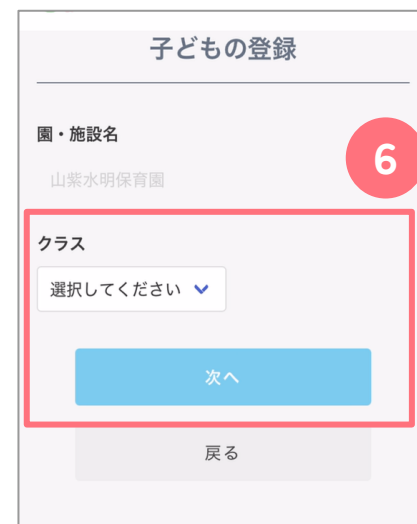 子どもの登録
園・施設名
6
山紫水明保育園
クラス
選択してください
次へ
戻る